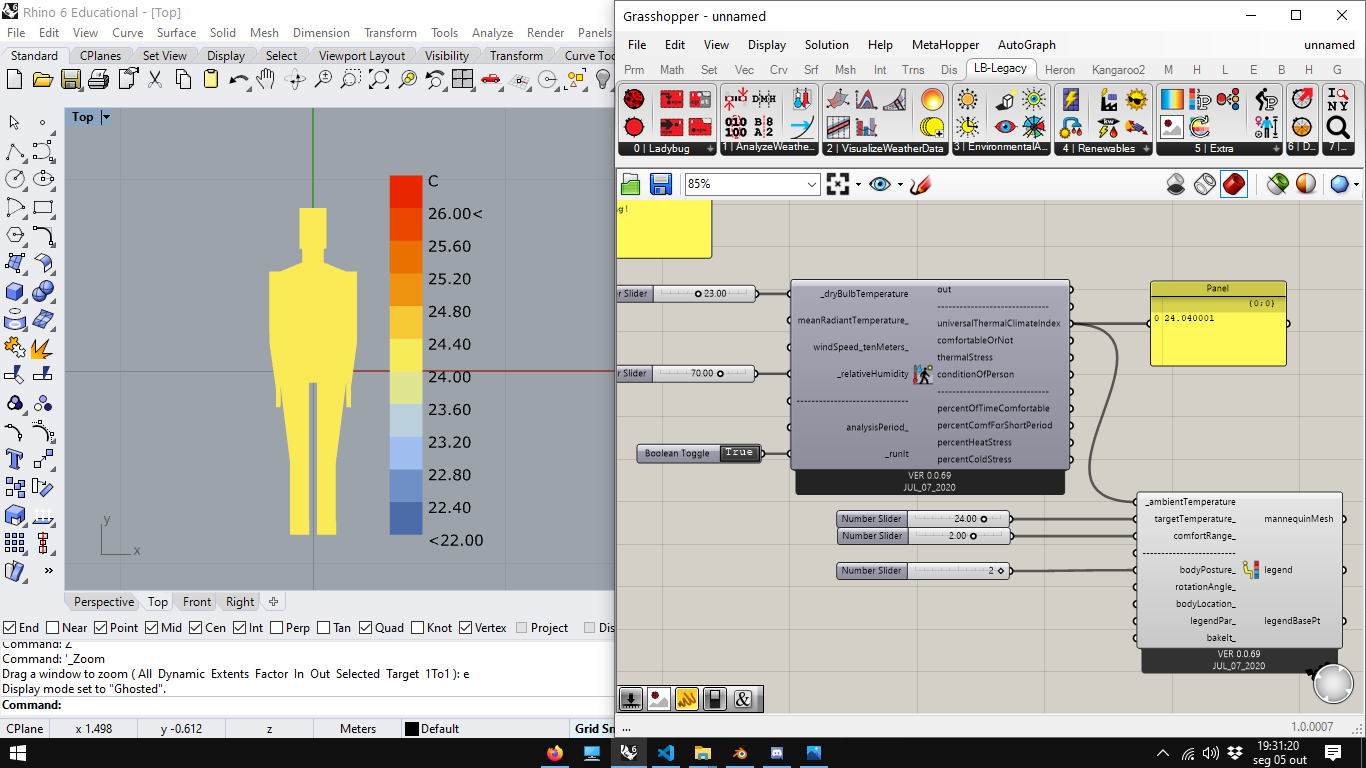 Rhino 6 Educational - [Top]
File Edit View Curve Surface Solid Mesh Dimension Transform Tools Analyze Render Panels
Standard CPlanes Set View Display Select Viewport Layout Visibility Transform Curve Too
Top
C
26.00<
25.60
25.20
24.80
24.40
24.00
23.60
23.20
22.80
22.40
<22.00
y
x
Perspective Top Front Right
End Near Point Mid Cen Int Perp Tan Quad Knot Vertex Project Dis
Command: Z
Command: '_Zoom
Drag a window to zoom ( All Dynamic Extents Factor In Out Selected Target 1To1 ): e
Display mode set to "Ghosted".
Command:
CPlane x 1.498 y -0.612 z Meters Default Grid Sn
Grasshopper - unnamed
File Edit View Display Solution Help MetaHopper AutoGraph unnamed
Prm Math Set Vec Crv Srf Msh Int Trns Dis LB-Legacy Heron Kangaroo2 M H L E B H G
0 | Ladybug 1 | AnalyzeWeathe... 2 | VisualizeWeatherData 3 | EnvironmentalA... 4 | Renewables 5 | Extra 6 | D... 7 |...
85%
ng!
er Slider 23.00
er Slider 70.00
Boolean Toggle True
_dryBulbTemperature
meanRadiantTemperature_
windSpeed_tenMeters_
_relativeHumidity
--------------------------------
analysisPeriod_
_runIt
out
--------------------------------
universalThermalClimateIndex
comfortableOrNot
thermalStress
conditionOfPerson
--------------------------------
percentOfTimeComfortable
percentComfForShortPeriod
percentHeatStress
percentColdStress
VER 0.0.69
JUL_07_2020
Panel
{0;0}
0 24.040001
Number Slider 24.00
Number Slider 2.00
Number Slider 2
_ambientTemperature
targetTemperature_
comfortRange_
--------------------------
bodyPosture_
rotationAngle_
bodyLocation_
legendPar_
bakeIt_
mannequinMesh
legend
legendBasePt
VER 0.0.69
JUL_07_2020
...
1.0.0007
19:31:20
seg 05 out